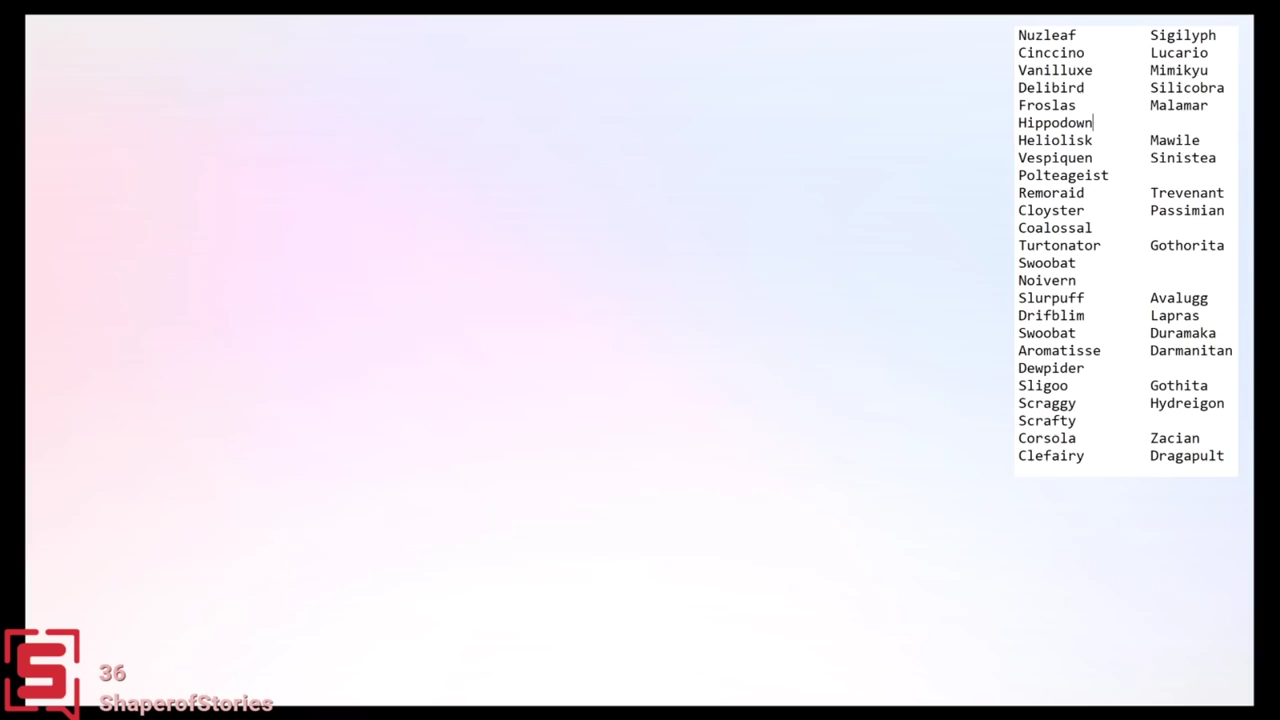 Nuzleaf Sigilyph
Cinccino Lucario
Vanilluxe Mimikyu
Delibird Silicobra
Froslas Malamar
Hippodown
Heliolisk Mawile
Vespiquen Sinistea
Polteageist
Remoraid Trevenant
Cloyster Passimian
Coalossal
Turtonator Gothorita
Swoobat
Noivern
Slurpuff Avalugg
Drifblim Lapras
Swoobat Duramaka
Aromatisse Darmanitan
Dewpider
Sligoo Gothita
Scraggy Hydreigon
Scrafty
Corsola Zacian
Clefairy Dragapult
S
36
ShaperofStories